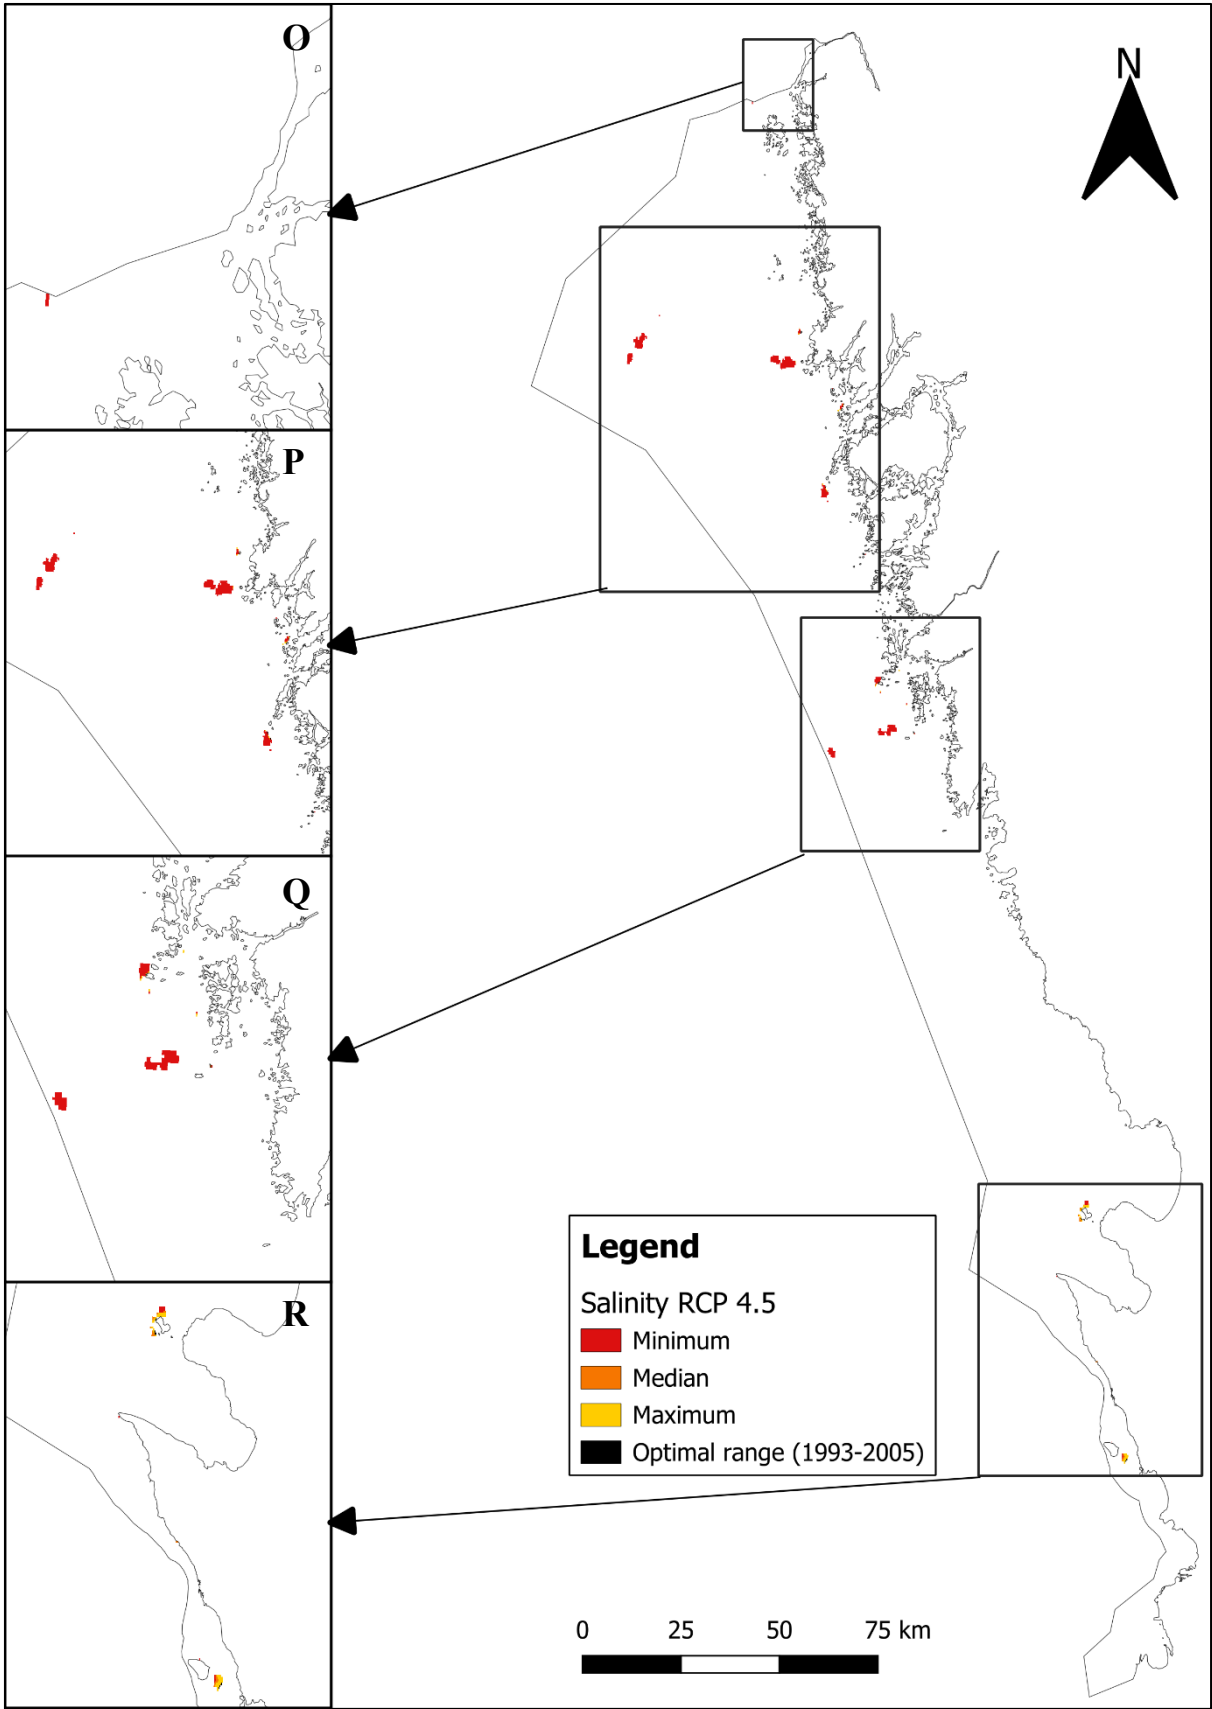 O
N
P
Q
R
Legend
Salinity RCP 4.5
Minimum
Median
Maximum
Optimal range (1993-2005)
0 25 50 75 km